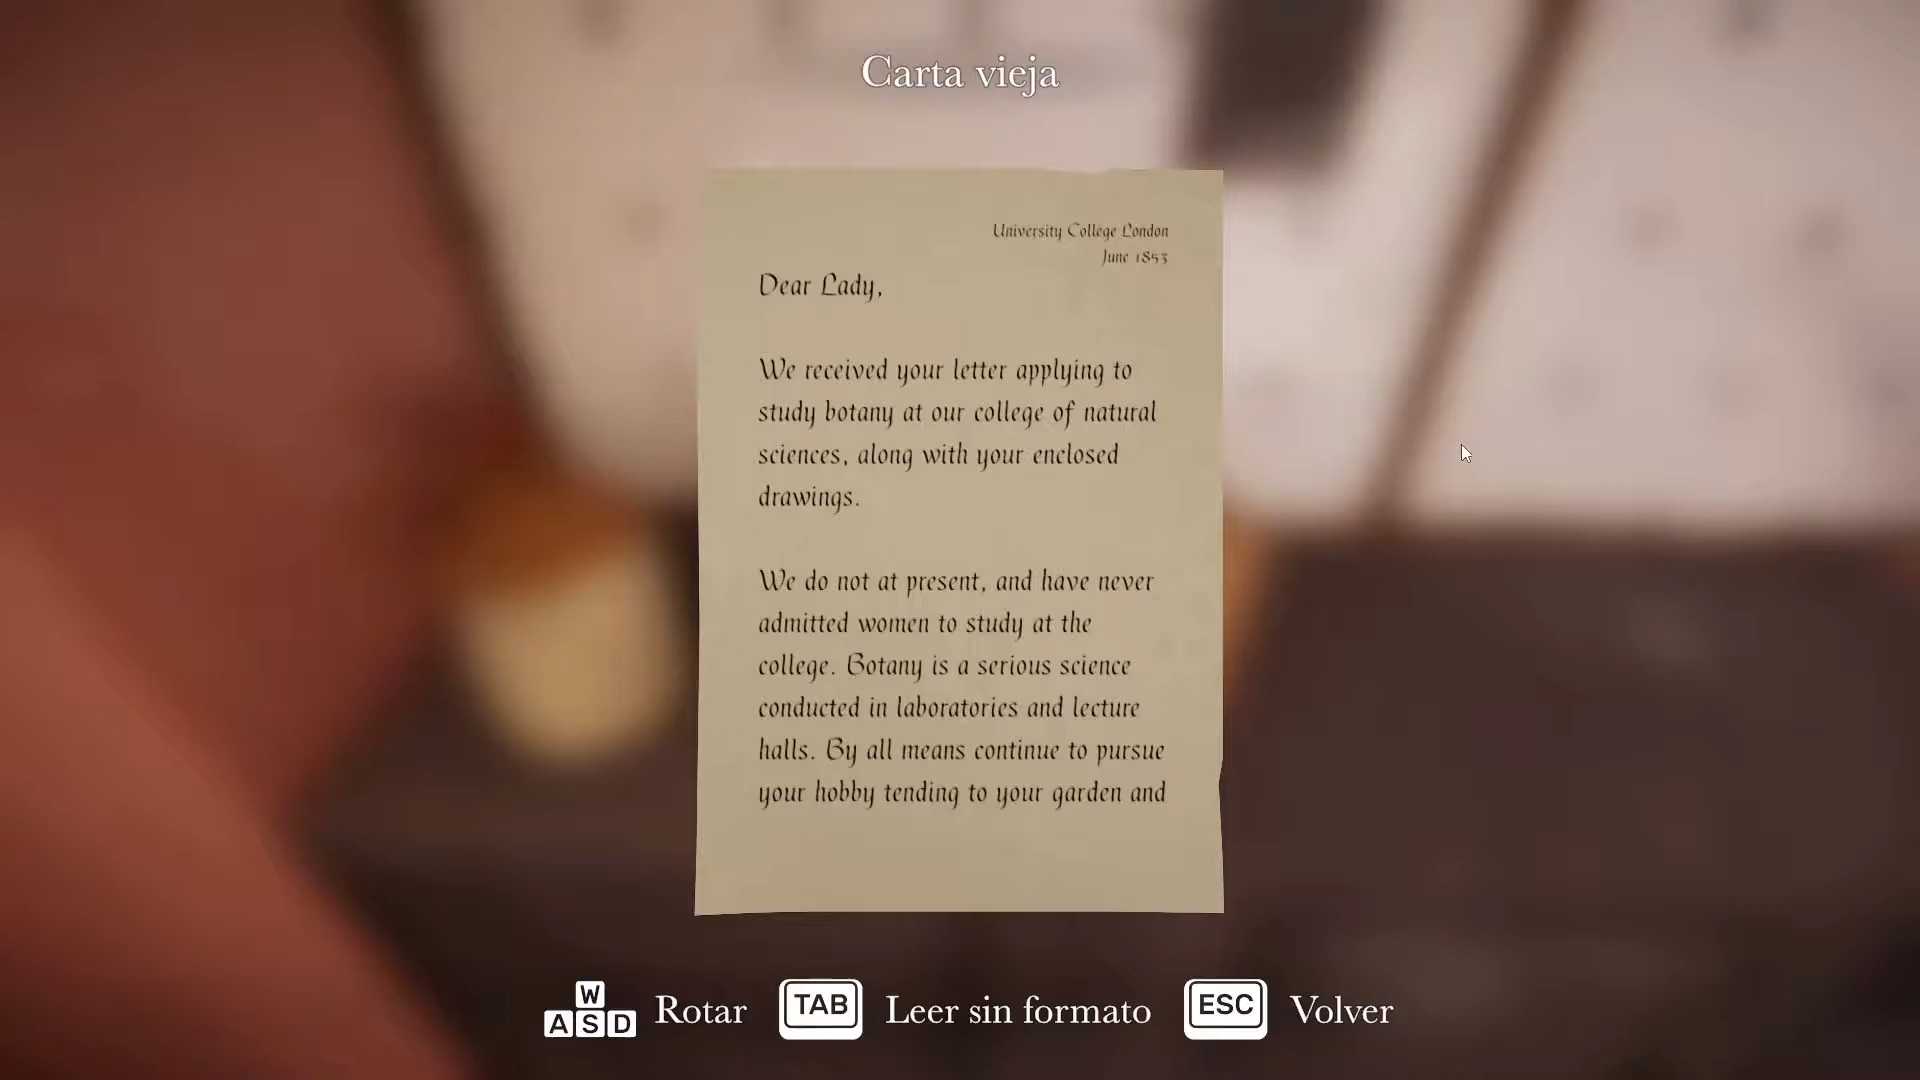 Carta vieja
University College London
June 1853
Dear Lady,
We received your letter applying to
study botany at our college of natural
sciences, along with your enclosed
drawings.
We do not at present, and have never
admitted women to study at the
college. Botany is a serious science
conducted in laboratories and lecture
halls. By all means continue to pursue
your hobby tending to your garden and
W
A S D Rotar TAB Leer sin formato ESC Volver